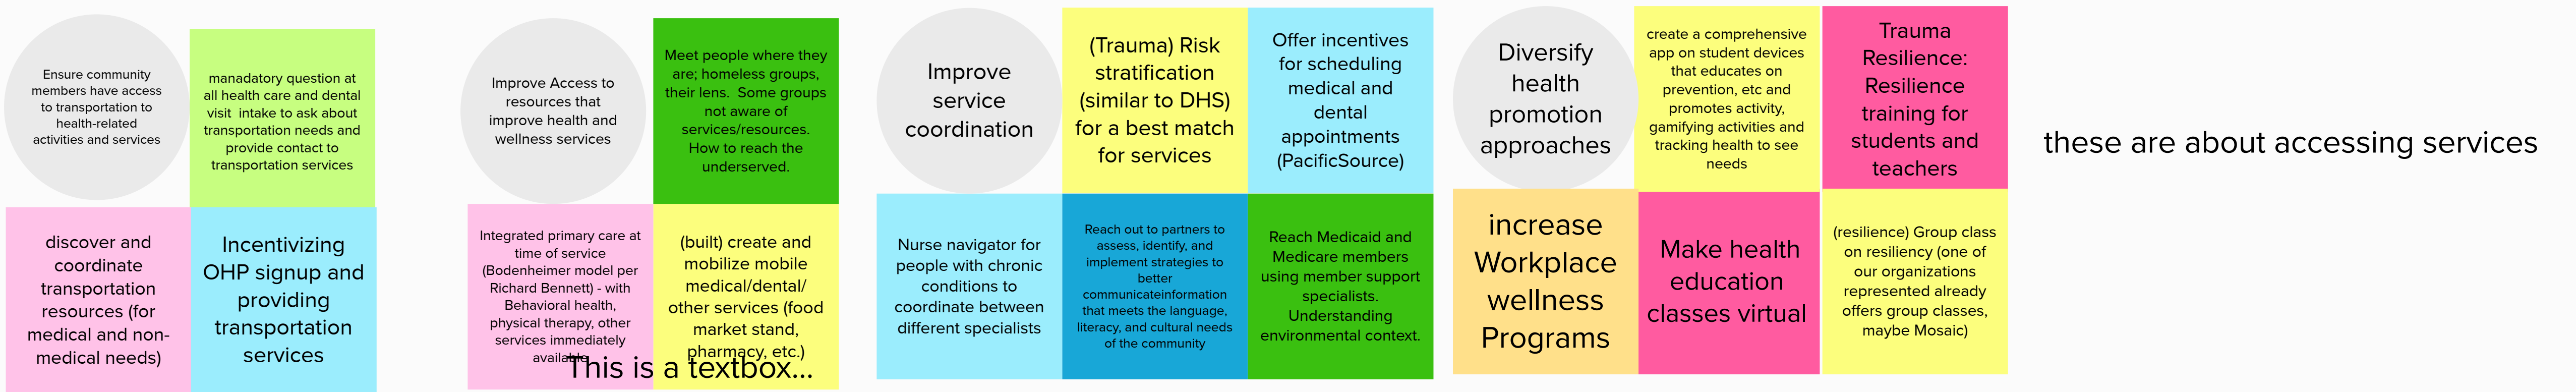 Ensure community
members have access
to transportation to
health-related
activities and services
manadatory question at
all health care and dental
visit intake to ask about
transportation needs and
provide contact to
transportation services
discover and
coordinate
transportation
resources (for
medical and non-
medical needs)
Incentivizing
OHP signup and
providing
transportation
services
Improve Access to
resources that
improve health and
wellness services
Meet people where they
are; homeless groups,
their lens. Some groups
not aware of
services/resources.
How to reach the
underserved.
Integrated primary care at
time of service
(Bodenheimer model per
Richard Bennett) - with
Behavioral health,
physical therapy, other
services immediately
available
(built) create and
mobilize mobile
medical/dental/
other services (food
market stand,
pharmacy, etc.)
This is a textbox...
Improve
service
coordination
(Trauma) Risk
stratification
(similar to DHS)
for a best match
for services
Offer incentives
for scheduling
medical and
dental
appointments
(PacificSource)
Nurse navigator for
people with chronic
conditions to
coordinate between
different specialists
Reach out to partners to
assess, identify, and
implement strategies to
better
communicateinformation
that meets the language,
literacy, and cultural needs
of the community
Reach Medicaid and
Medicare members
using member support
specialists.
Understanding
environmental context.
Diversify
health
promotion
approaches
create a comprehensive
app on student devices
that educates on
prevention, etc and
promotes activity,
gamifying activities and
tracking health to see
needs
Trauma
Resilience:
Resilience
training for
students and
teachers
increase
Workplace
wellness
Programs
Make health
education
classes virtual
(resilience) Group class
on resiliency (one of
our organizations
represented already
offers group classes,
maybe Mosaic)
these are about accessing services